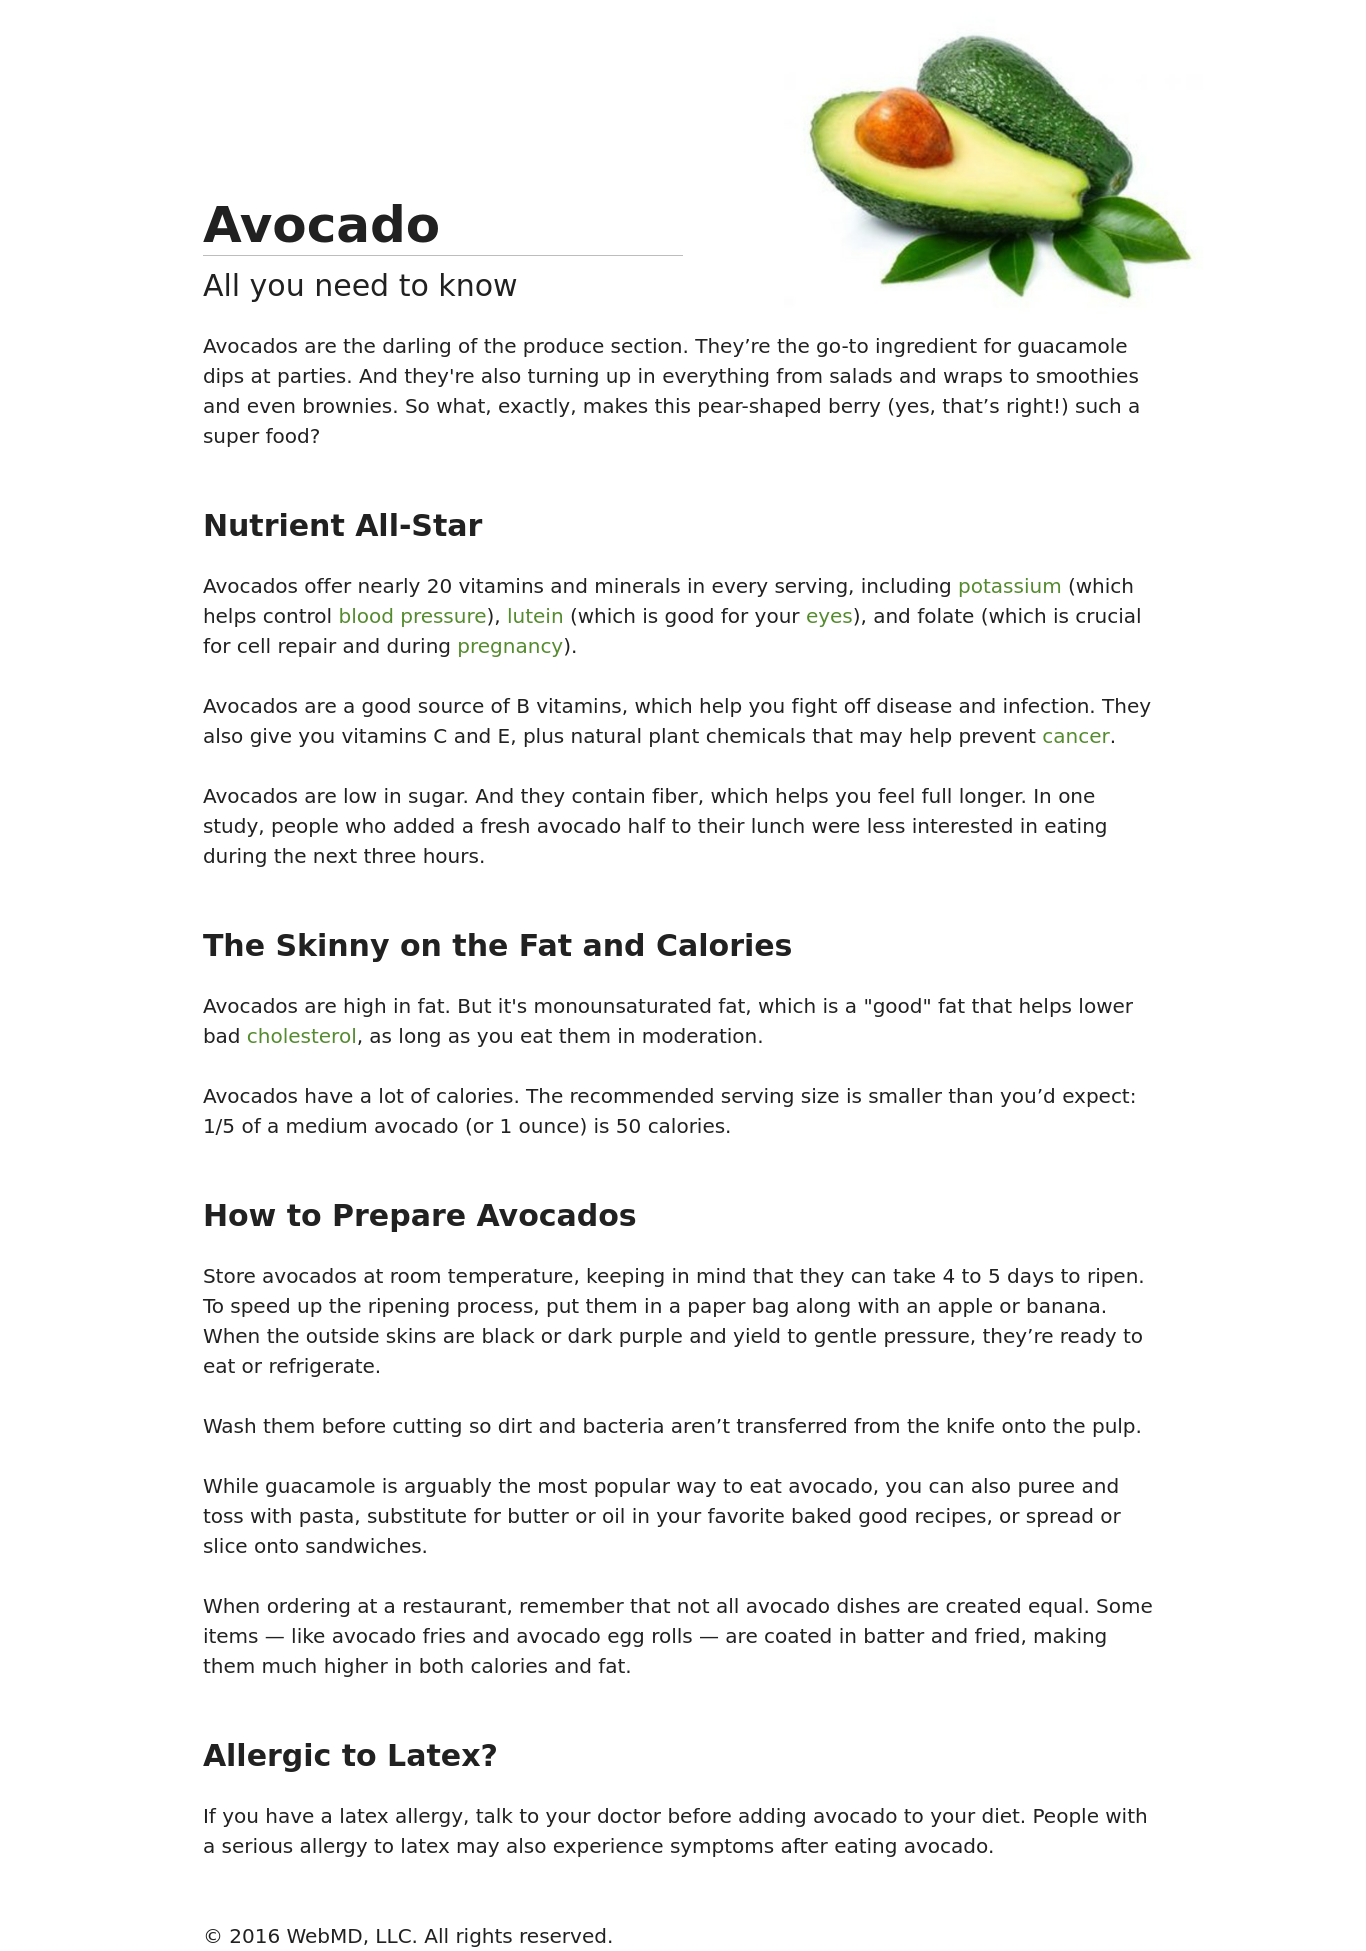 Avocado
All you need to know
Avocados are the darling of the produce section. They’re the go-to ingredient for guacamole
dips at parties. And they're also turning up in everything from salads and wraps to smoothies
and even brownies. So what, exactly, makes this pear-shaped berry (yes, that’s right!) such a
super food?
Nutrient All-Star
Avocados offer nearly 20 vitamins and minerals in every serving, including potassium (which
helps control blood pressure), lutein (which is good for your eyes), and folate (which is crucial
for cell repair and during pregnancy).
Avocados are a good source of B vitamins, which help you fight off disease and infection. They
also give you vitamins C and E, plus natural plant chemicals that may help prevent cancer.
Avocados are low in sugar. And they contain fiber, which helps you feel full longer. In one
study, people who added a fresh avocado half to their lunch were less interested in eating
during the next three hours.
The Skinny on the Fat and Calories
Avocados are high in fat. But it's monounsaturated fat, which is a "good" fat that helps lower
bad cholesterol, as long as you eat them in moderation.
Avocados have a lot of calories. The recommended serving size is smaller than you’d expect:
1/5 of a medium avocado (or 1 ounce) is 50 calories.
How to Prepare Avocados
Store avocados at room temperature, keeping in mind that they can take 4 to 5 days to ripen.
To speed up the ripening process, put them in a paper bag along with an apple or banana.
When the outside skins are black or dark purple and yield to gentle pressure, they’re ready to
eat or refrigerate.
Wash them before cutting so dirt and bacteria aren’t transferred from the knife onto the pulp.
While guacamole is arguably the most popular way to eat avocado, you can also puree and
toss with pasta, substitute for butter or oil in your favorite baked good recipes, or spread or
slice onto sandwiches.
When ordering at a restaurant, remember that not all avocado dishes are created equal. Some
items — like avocado fries and avocado egg rolls — are coated in batter and fried, making
them much higher in both calories and fat.
Allergic to Latex?
If you have a latex allergy, talk to your doctor before adding avocado to your diet. People with
a serious allergy to latex may also experience symptoms after eating avocado.
© 2016 WebMD, LLC. All rights reserved.